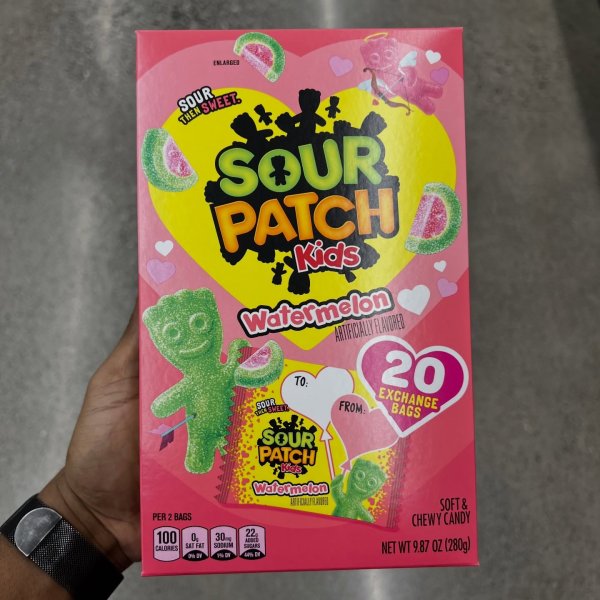 ENLARGED
SOUR
THEN SWEET.
SOUR
PATCH
Kids
Watermelon
ARTIFICIALLY FLAVORED
20
EXCHANGE
BAGS
TO:
FROM:
SOUR
THEN SWEET.
SOUR
PATCH
Kids
Watermelon
ARTIFICIALLY FLAVORED
SOFT &
CHEWY CANDY
PER 2 BAGS
100
CALORIES
0g
SAT FAT
0% DV
30mg
SODIUM
1% DV
22g
ADDED
SUGARS
44% DV
NET WT 9.87 OZ (280g)